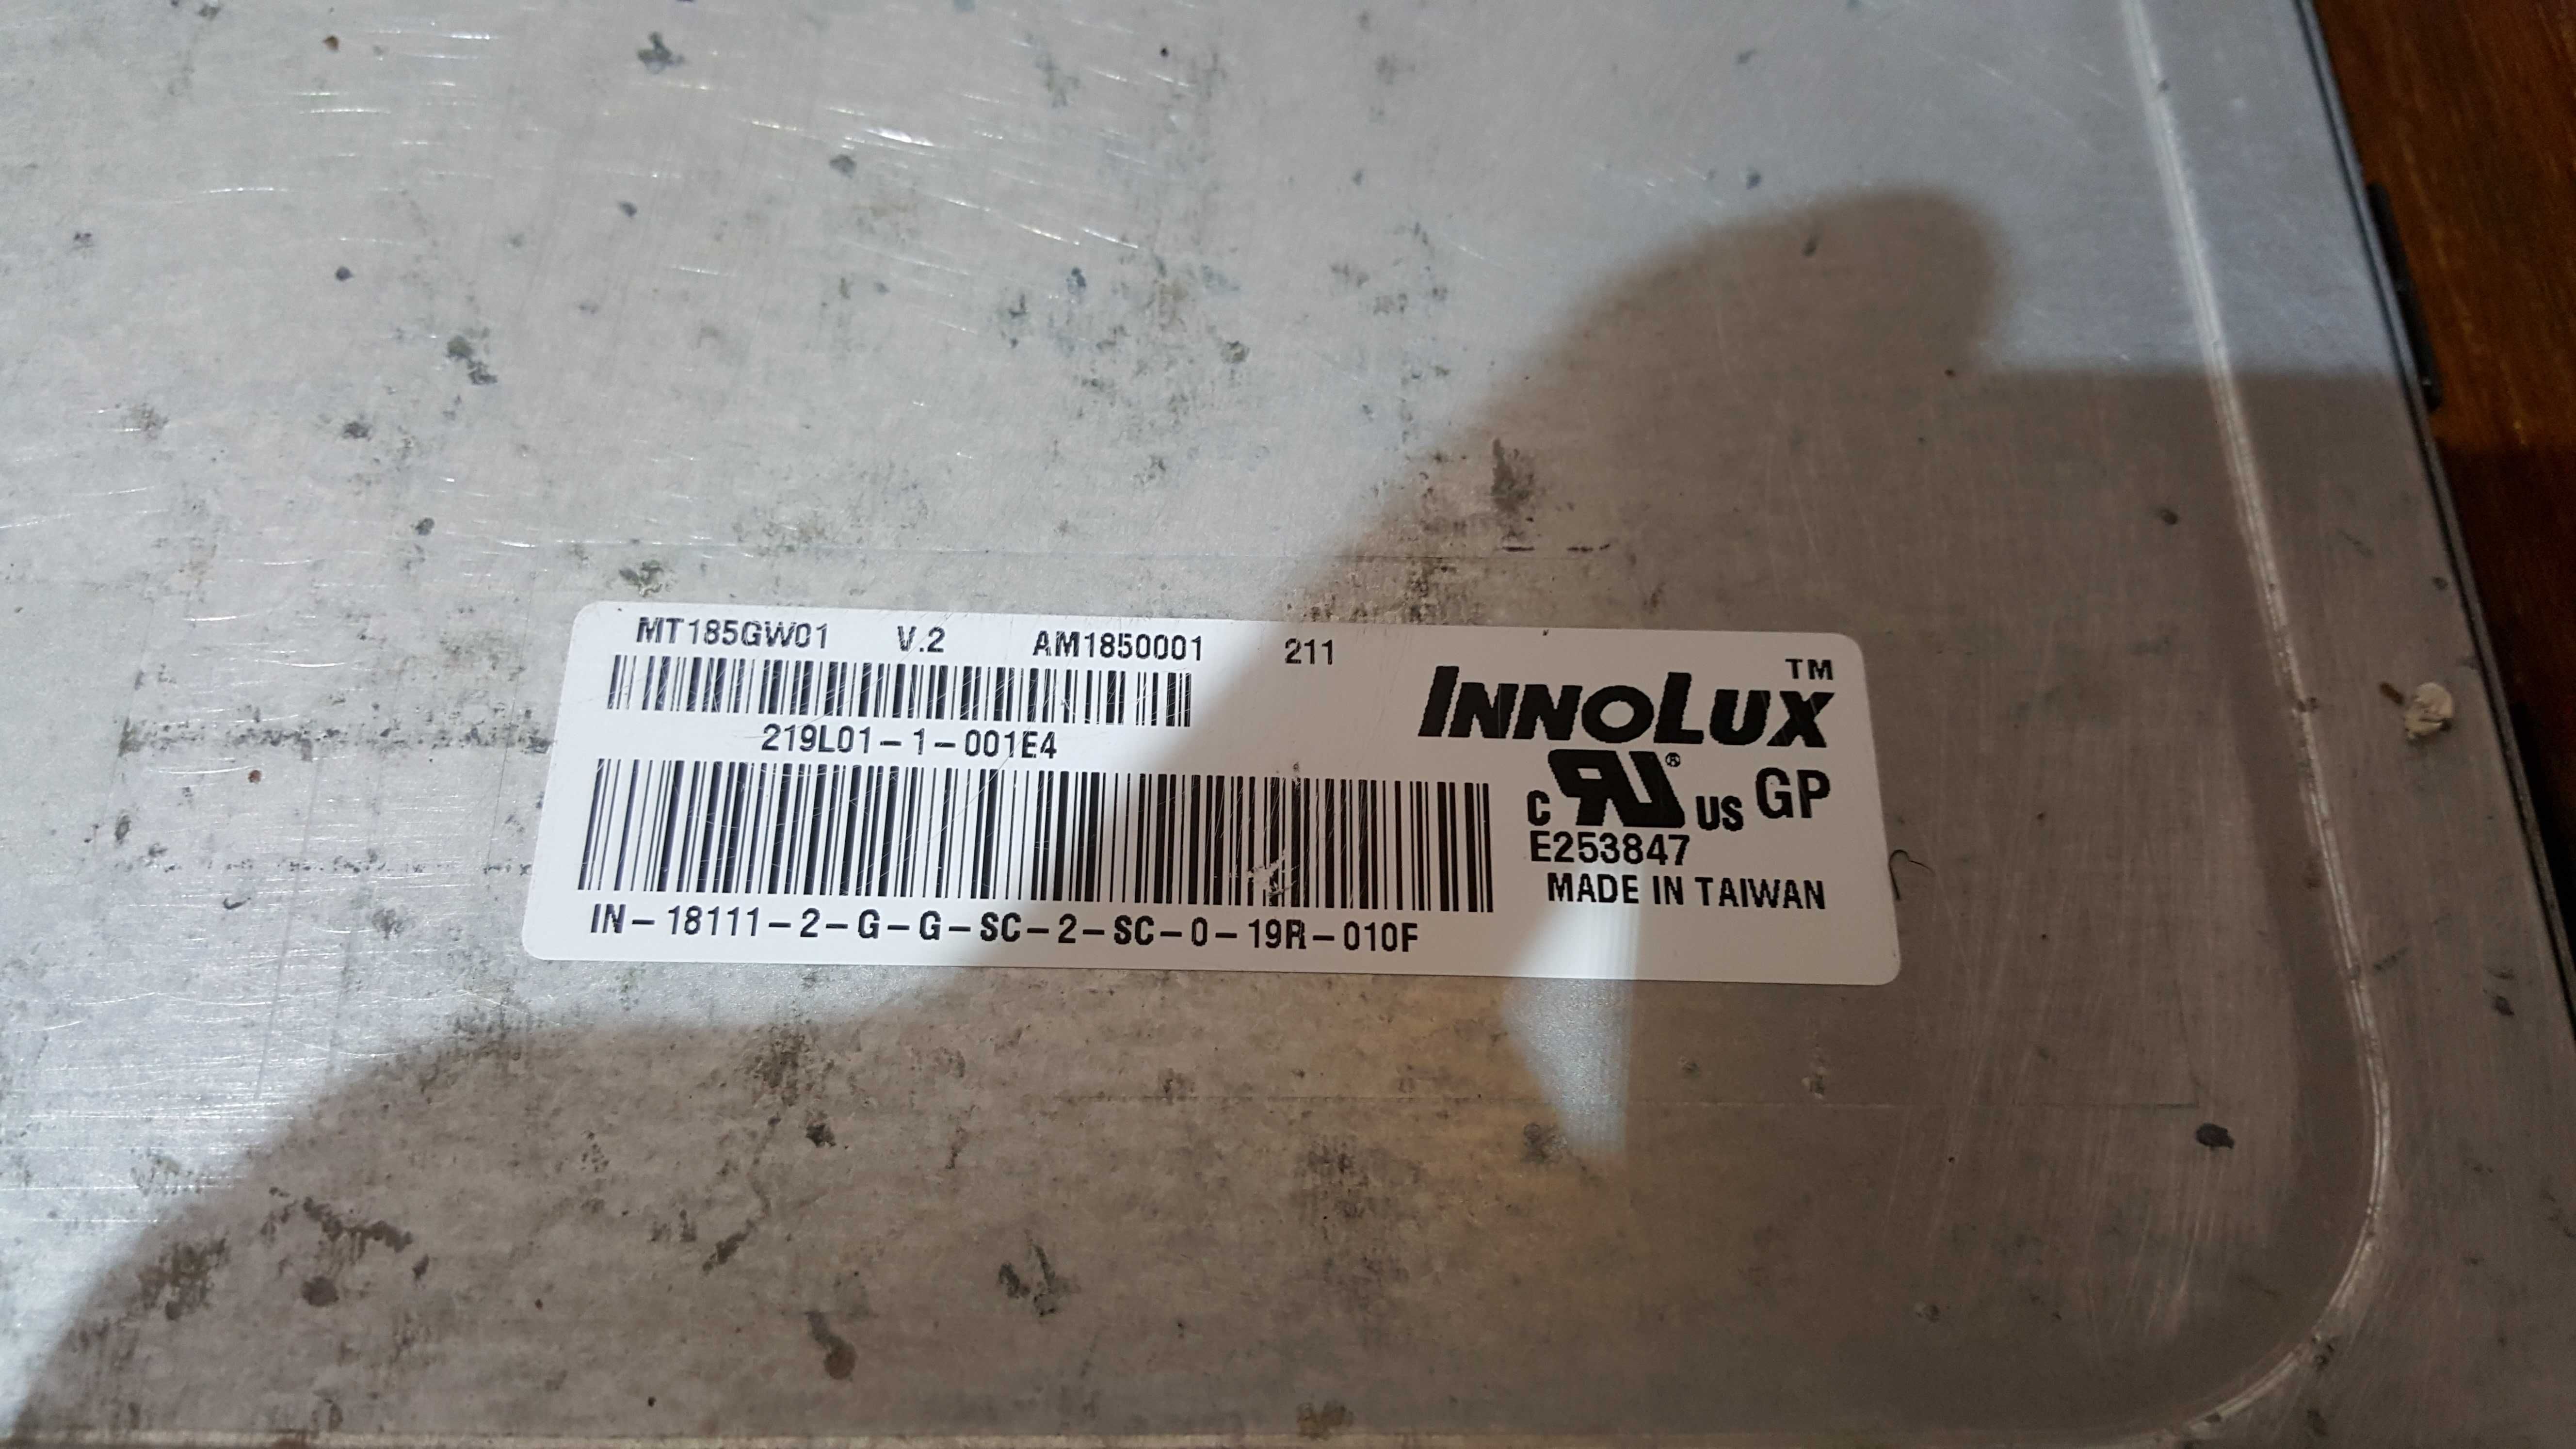 MT185GW01 V.2 AM1850001 211
219L01-1-001E4
IN-18111-2-G-G-SC-2-SC-0-19R-010F
INNOLUX™
C RU® US GP
E253847
MADE IN TAIWAN